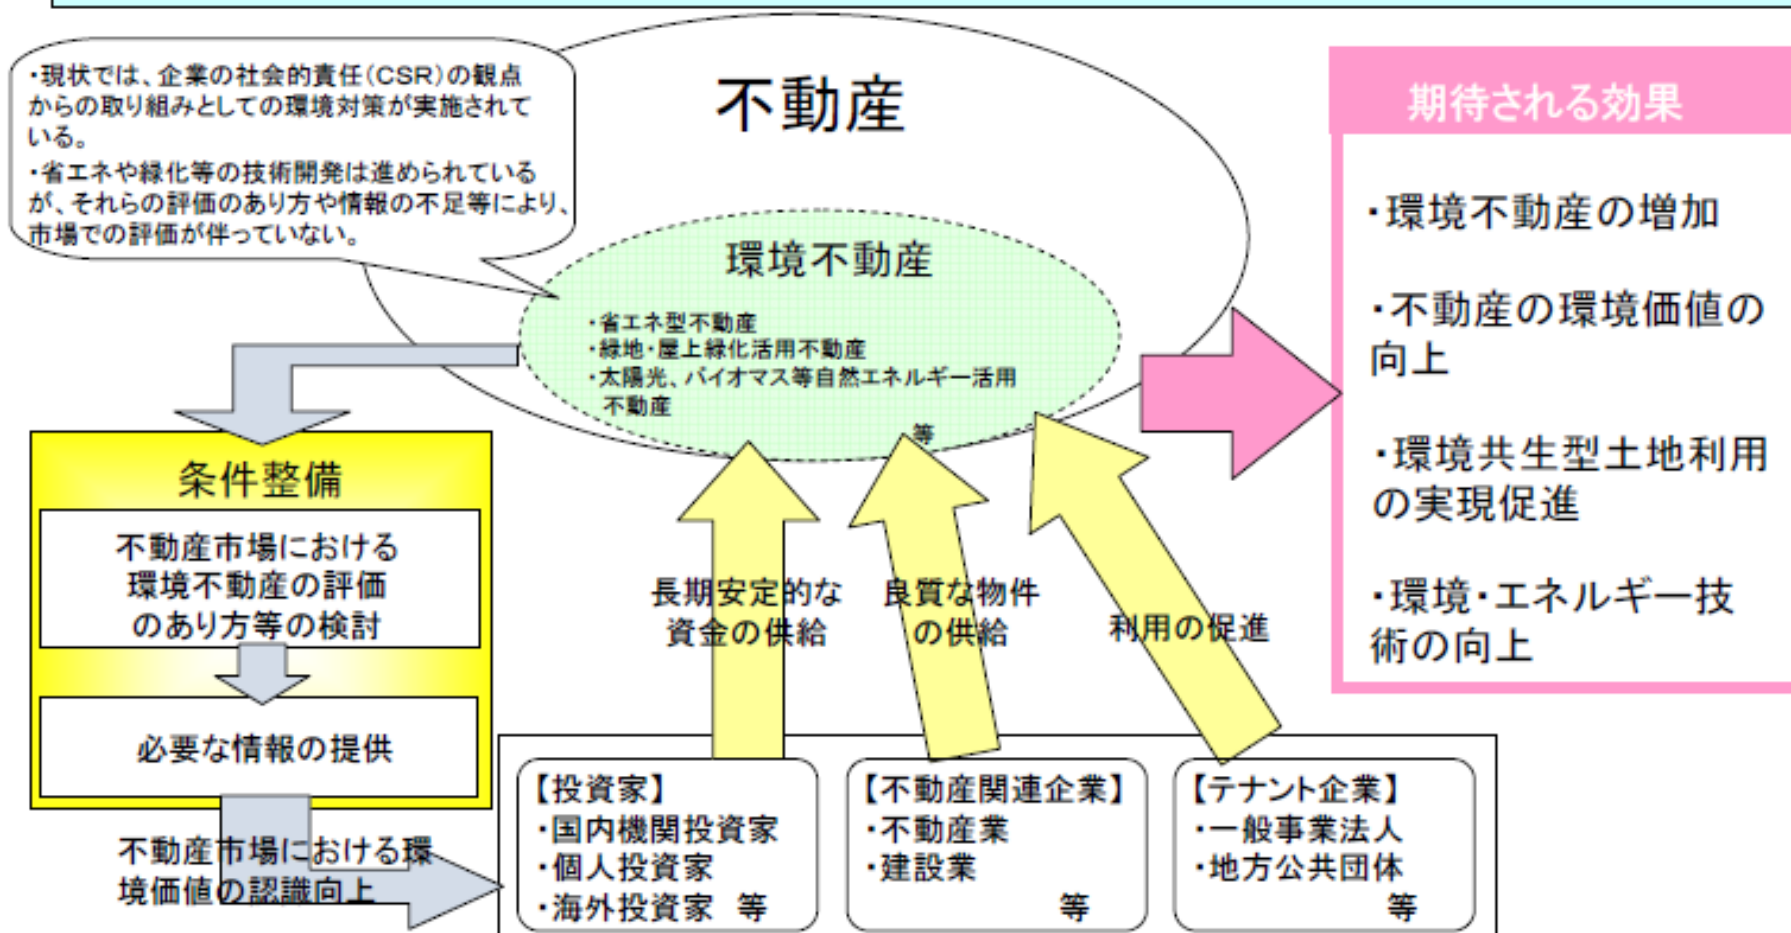 ・現状では、企業の社会的責任(CSR)の観点
からの取り組みとしての環境対策が実施されて
いる。
・省エネや緑化等の技術開発は進められている
が、それらの評価のあり方や情報の不足等により、
市場での評価が伴っていない。
不動産
環境不動産
・省エネ型不動産
・緑地・屋上緑化活用不動産
・太陽光、バイオマス等自然エネルギー活用
不動産
等
期待される効果
・環境不動産の増加
・不動産の環境価値の
向上
・環境共生型土地利用
の実現促進
・環境・エネルギー技
術の向上
条件整備
不動産市場における
環境不動産の評価
のあり方等の検討
必要な情報の提供
不動産市場における環
境価値の認識向上
長期安定的な
資金の供給
良質な物件
の供給
利用の促進
【投資家】
・国内機関投資家
・個人投資家
・海外投資家 等
【不動産関連企業】
・不動産業
・建設業
等
【テナント企業】
・一般事業法人
・地方公共団体
等